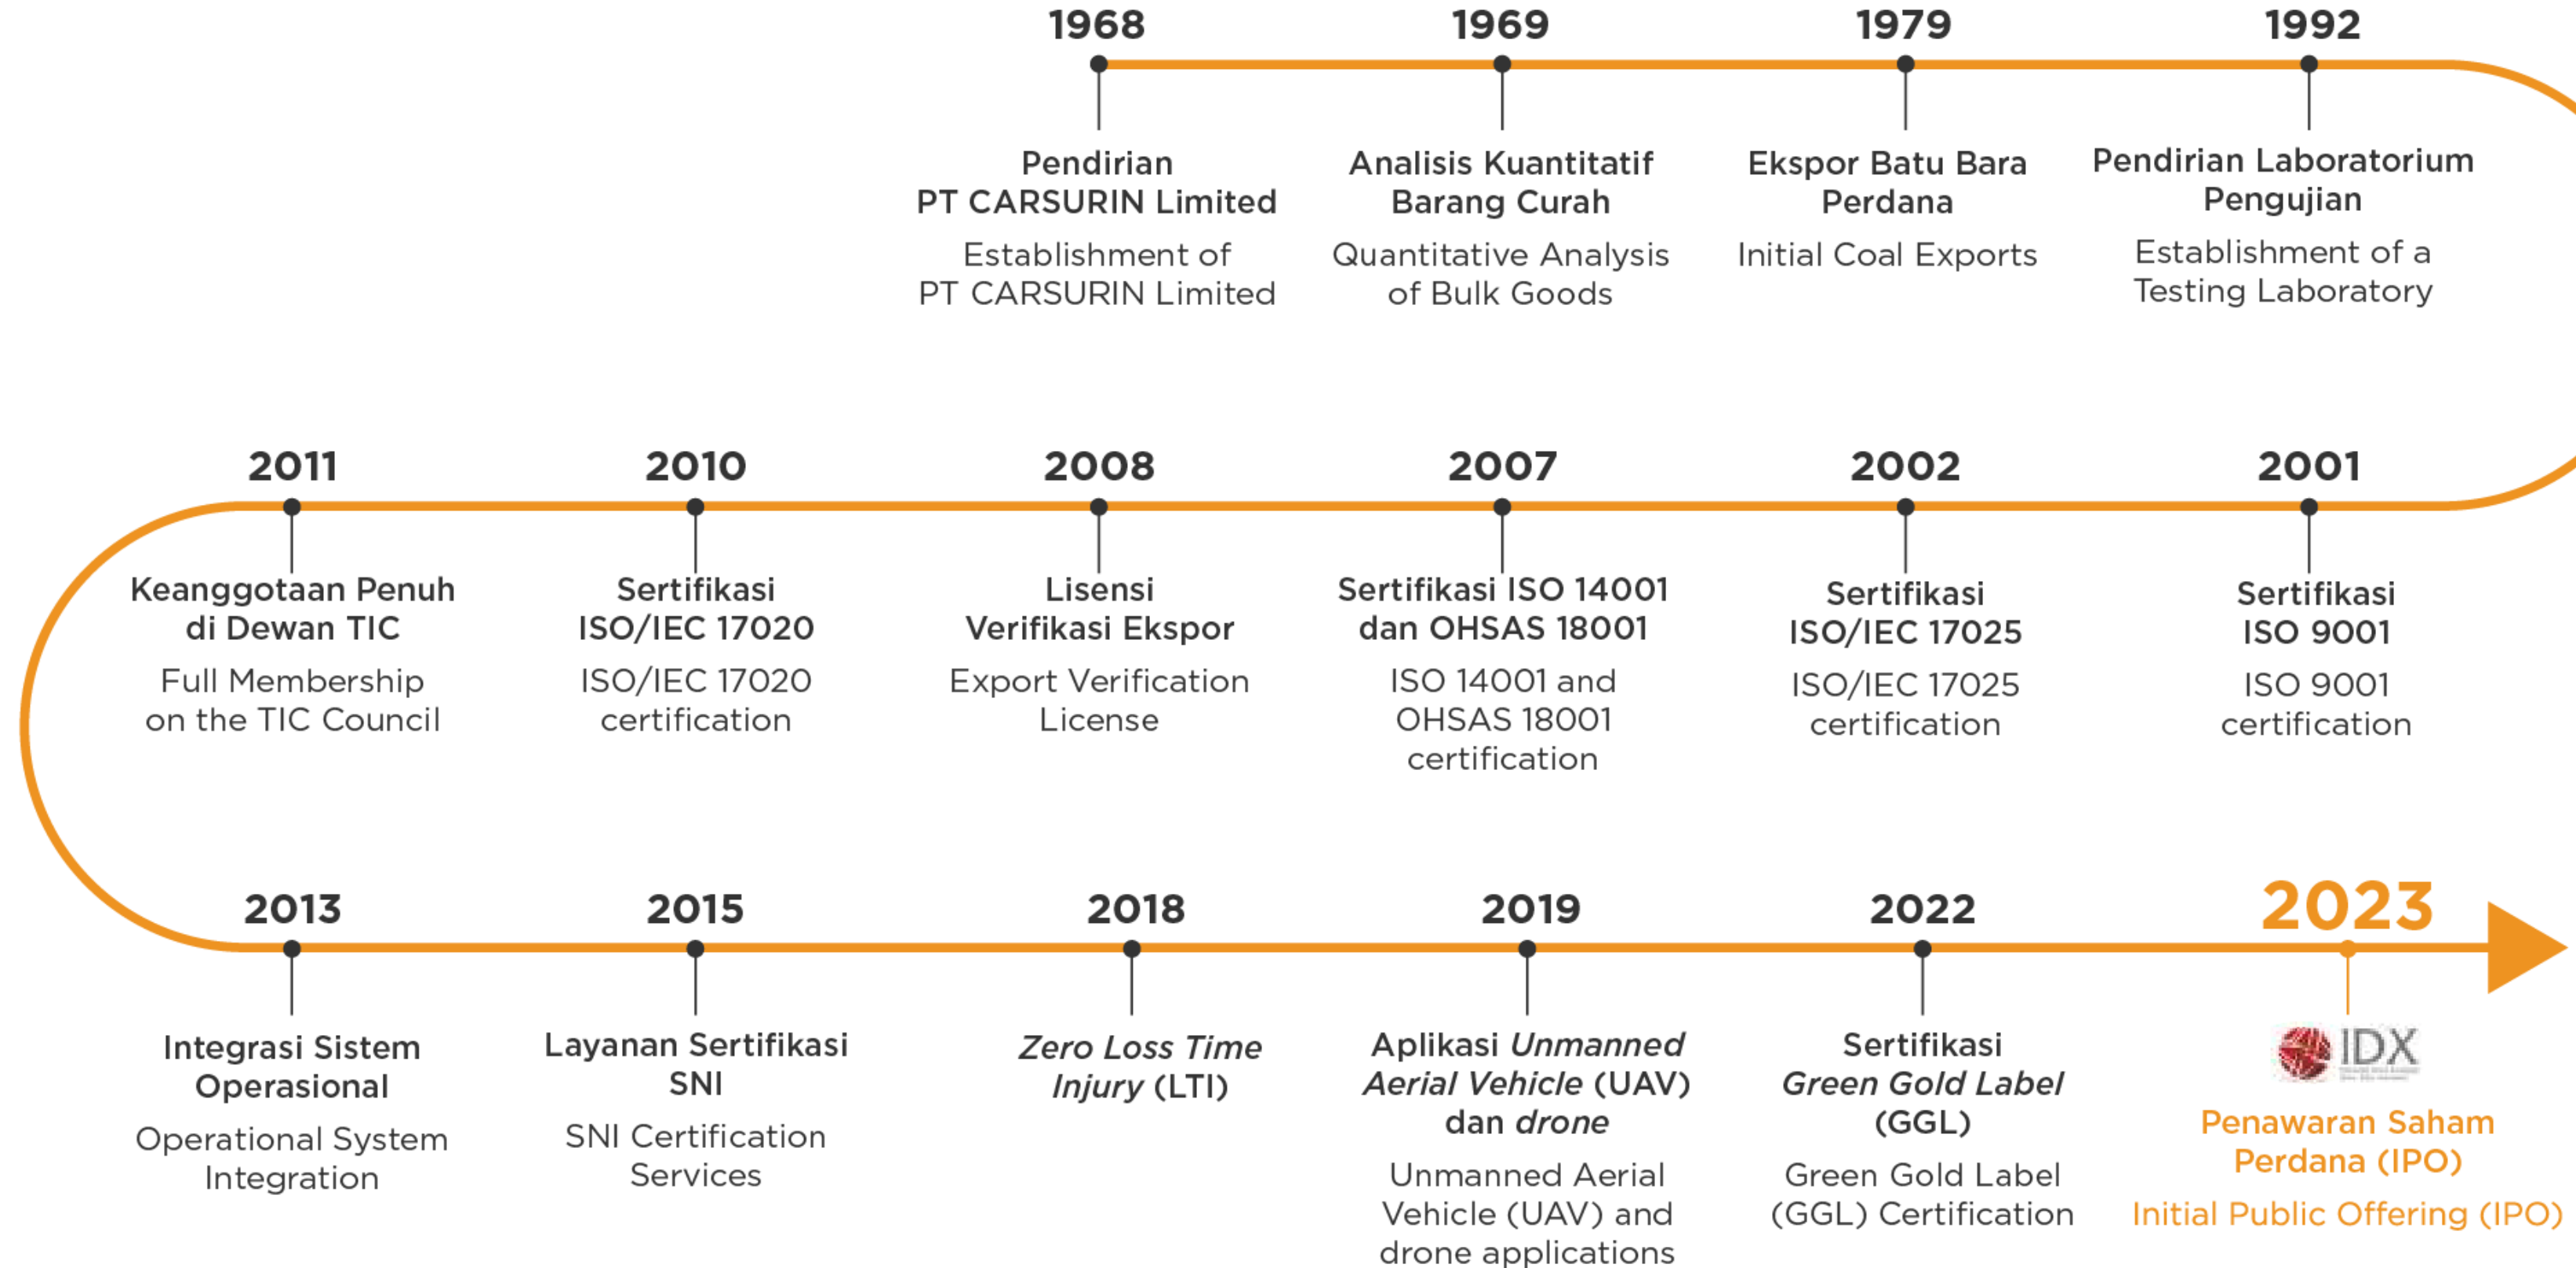 1968
Pendirian
PT CARSURIN Limited
Establishment of
PT CARSURIN Limited
1969
Analisis Kuantitatif
Barang Curah
Quantitative Analysis
of Bulk Goods
1979
Ekspor Batu Bara
Perdana
Initial Coal Exports
1992
Pendirian Laboratorium
Pengujian
Establishment of a
Testing Laboratory
2001
Sertifikasi
ISO 9001
ISO 9001
certification
2002
Sertifikasi
ISO/IEC 17025
ISO/IEC 17025
certification
2007
Sertifikasi ISO 14001
dan OHSAS 18001
ISO 14001 and
OHSAS 18001
certification
2008
Lisensi
Verifikasi Ekspor
Export Verification
License
2010
Sertifikasi
ISO/IEC 17020
ISO/IEC 17020
certification
2011
Keanggotaan Penuh
di Dewan TIC
Full Membership
on the TIC Council
2013
Integrasi Sistem
Operasional
Operational System
Integration
2015
Layanan Sertifikasi
SNI
SNI Certification
Services
2018
Zero Loss Time
Injury (LTI)
2019
Aplikasi Unmanned
Aerial Vehicle (UAV)
dan drone
Unmanned Aerial
Vehicle (UAV) and
drone applications
2022
Sertifikasi
Green Gold Label
(GGL)
Green Gold Label
(GGL) Certification
2023
IDX
Penawaran Saham
Perdana (IPO)
Initial Public Offering (IPO)